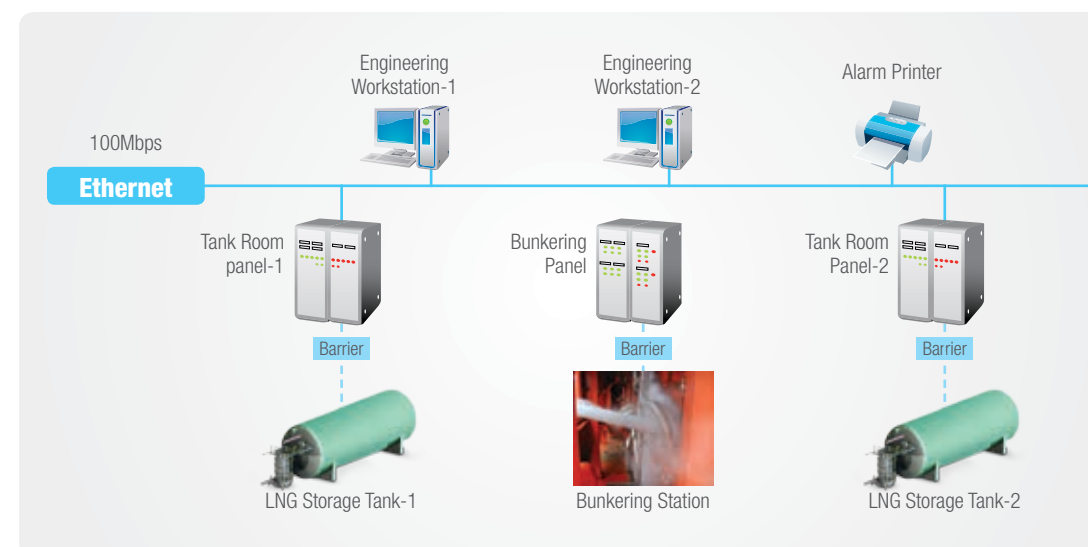 Engineering
Workstation-1
Engineering
Workstation-2
Alarm Printer
100Mbps
Ethernet
Tank Room
panel-1
Bunkering
Panel
Tank Room
Panel-2
Barrier
Barrier
Barrier
LNG Storage Tank-1
Bunkering Station
LNG Storage Tank-2